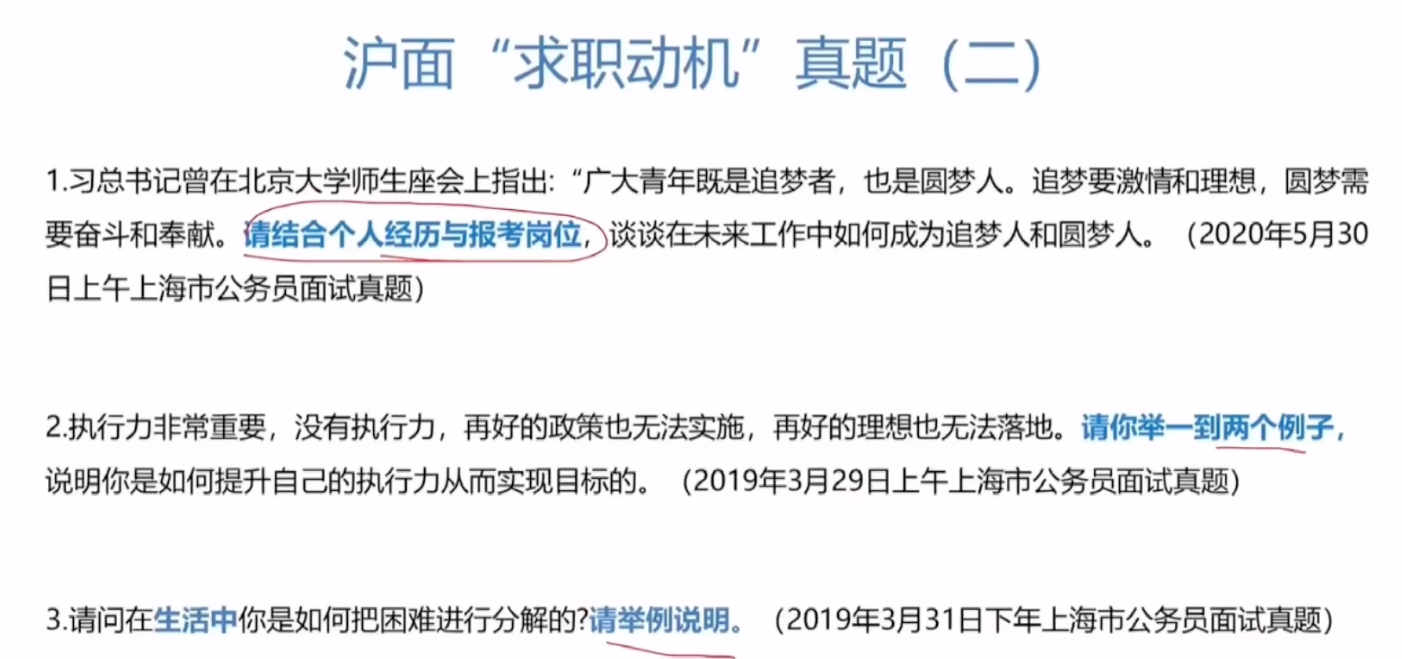 沪面“求职动机”真题（二）
1.习总书记曾在北京大学师生座会上指出:“广大青年既是追梦者，也是圆梦人。追梦要激情和理想，圆梦需
要奋斗和奉献。请结合个人经历与报考岗位，谈谈在未来工作中如何成为追梦人和圆梦人。（2020年5月30
日上午上海市公务员面试真题）
2.执行力非常重要，没有执行力，再好的政策也无法实施，再好的理想也无法落地。请你举一到两个例子，
说明你是如何提升自己的执行力从而实现目标的。（2019年3月29日上午上海市公务员面试真题）
3.请问在生活中你是如何把困难进行分解的?请举例说明。（2019年3月31日下年上海市公务员面试真题）